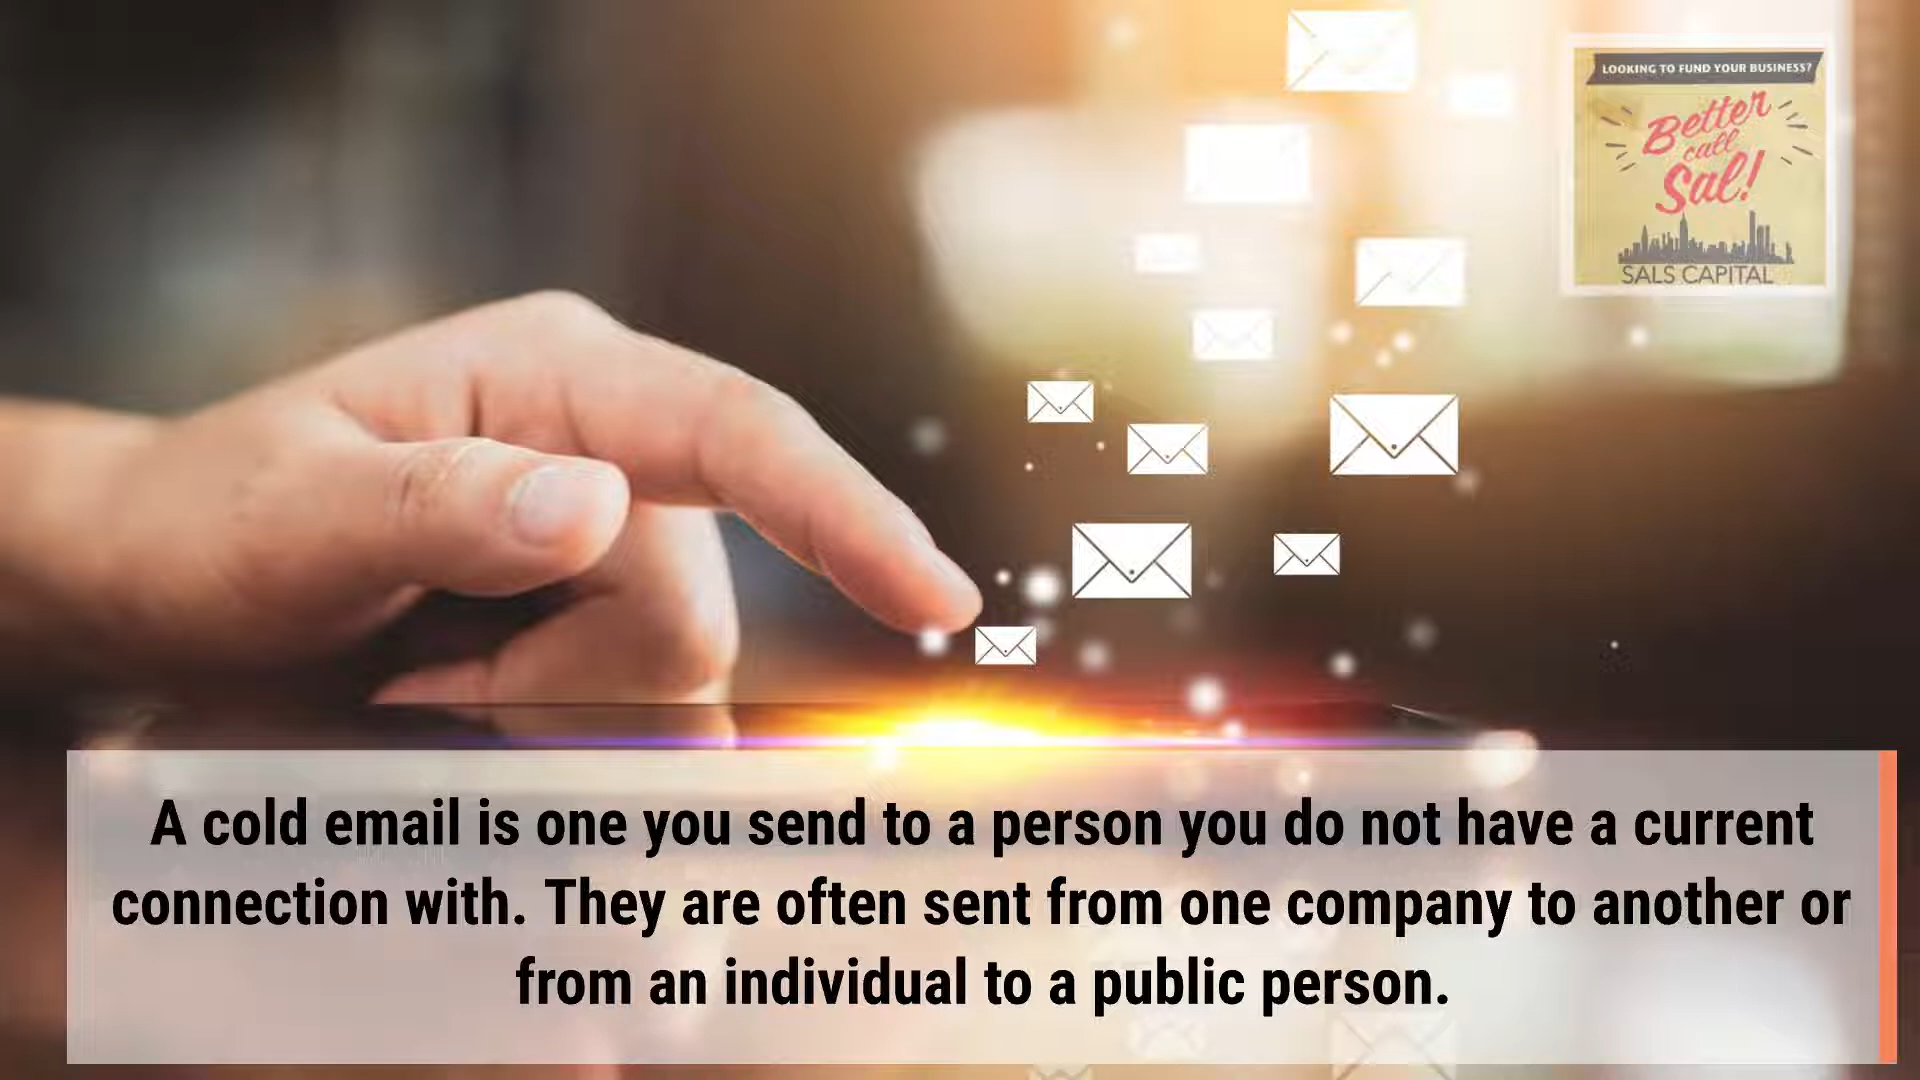 LOOKING TO FUND YOUR BUSINESS?
Better
call
Sal!
SALS CAPITAL
A cold email is one you send to a person you do not have a current
connection with. They are often sent from one company to another or
from an individual to a public person.